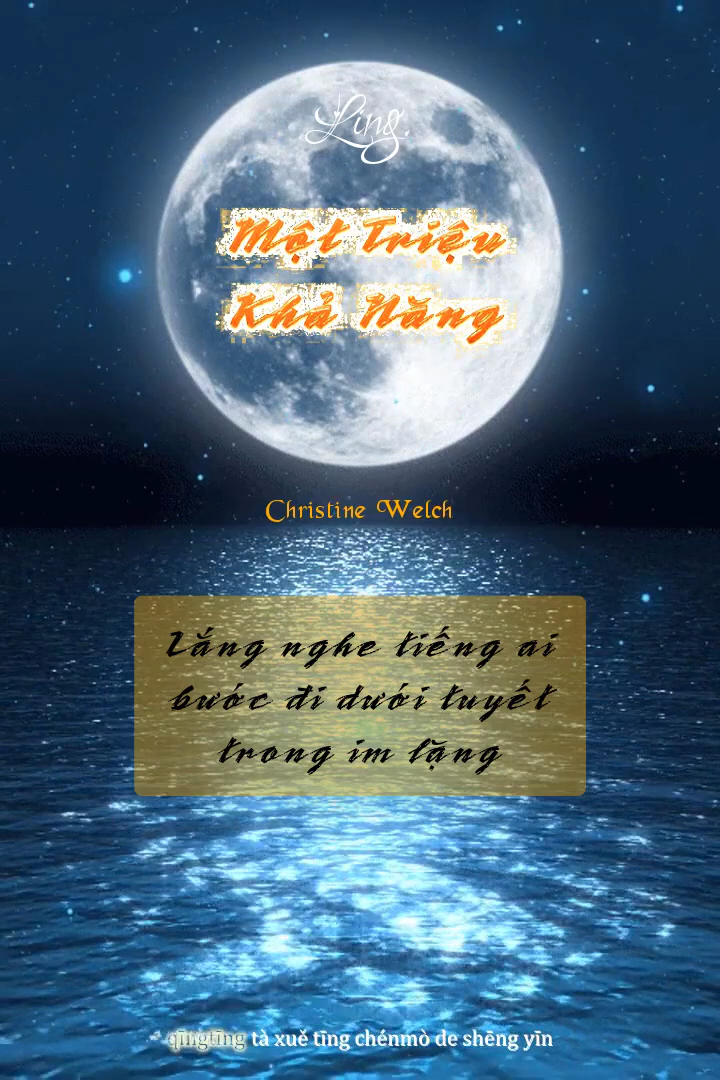 Ling.
Một Triệu
Khả Năng
Christine Welch
Lắng nghe tiếng ai
bước đi dưới tuyết
trong im lặng
qīngtīng tà xuě tīng chénmò de shēng yīn